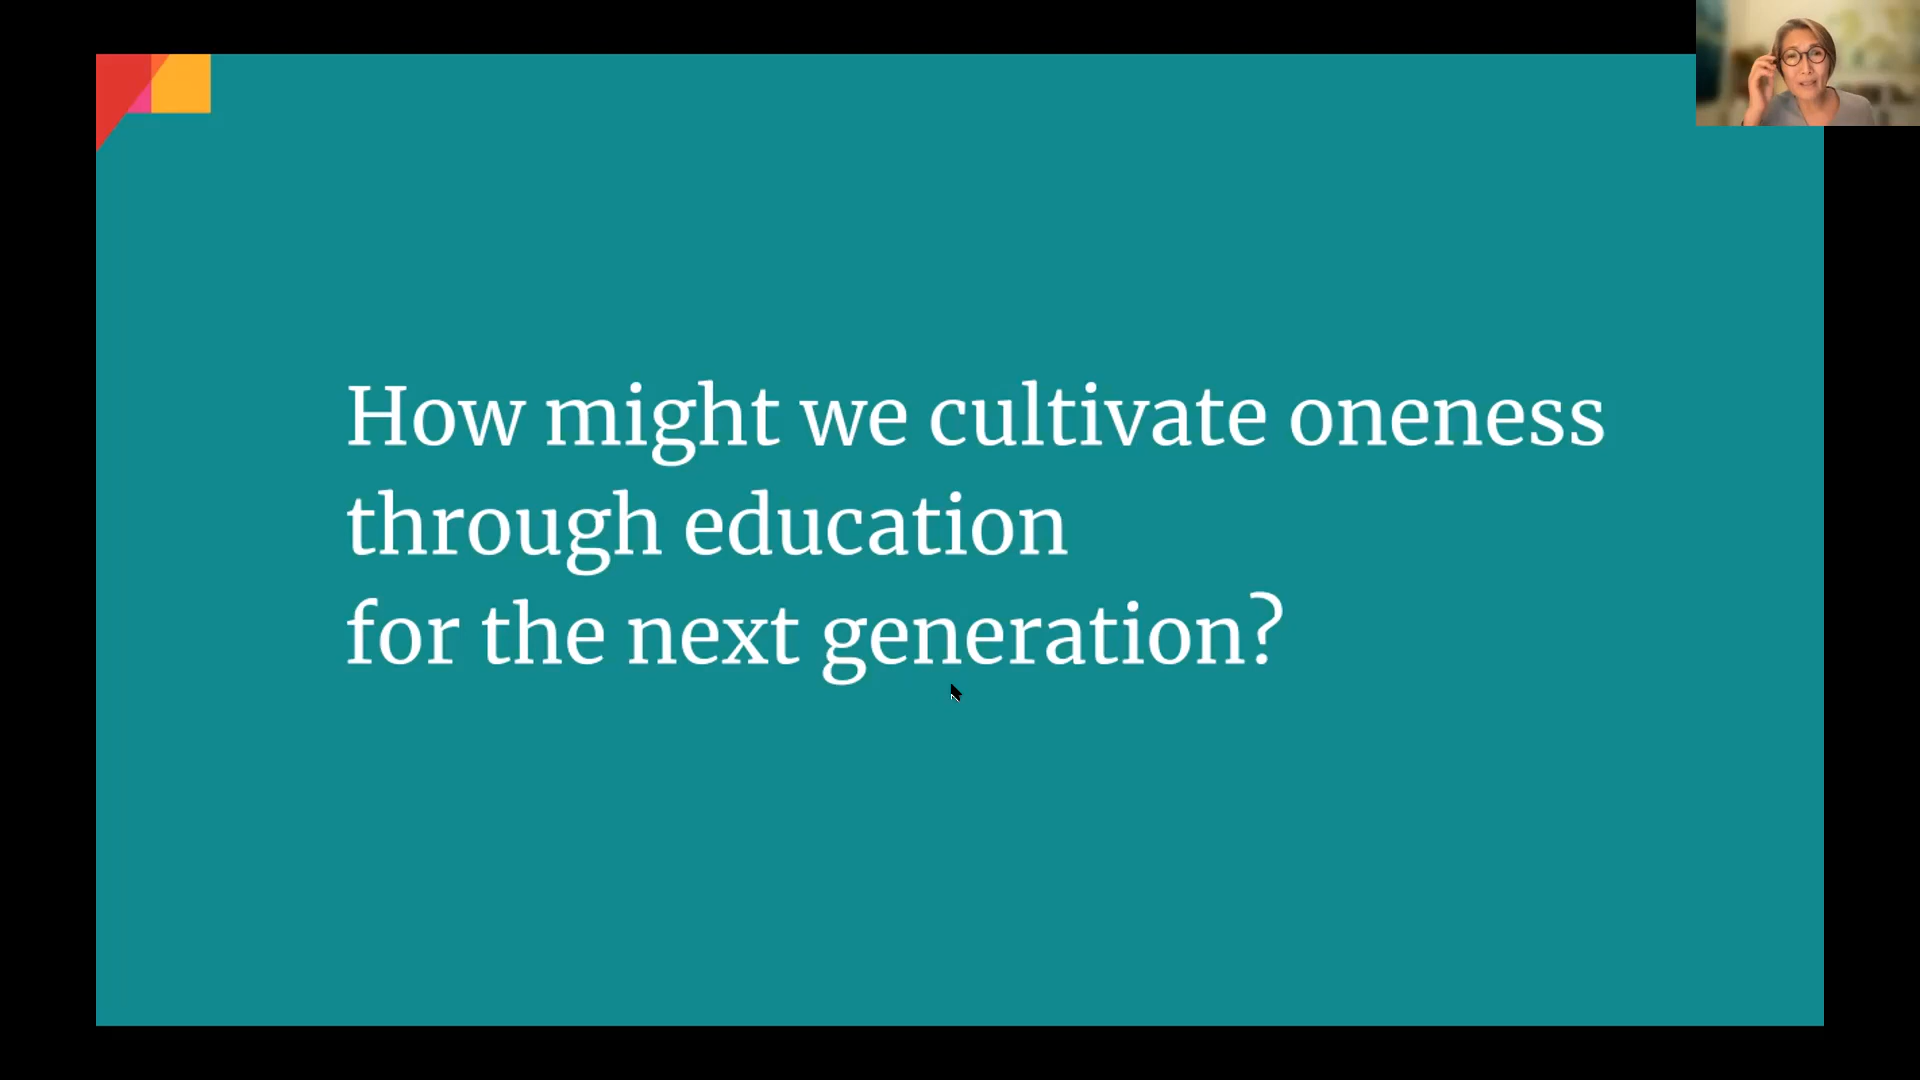 How might we cultivate oneness
through education
for the next generation?